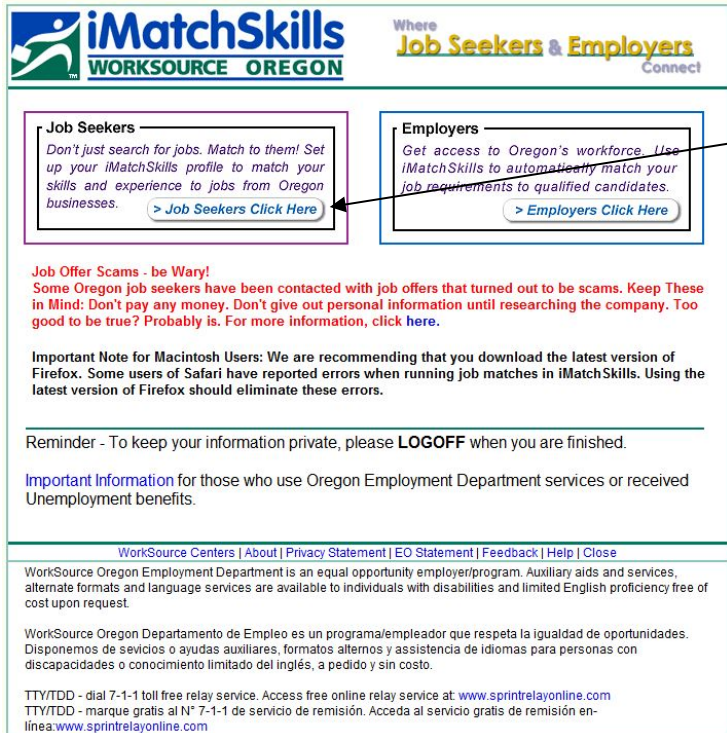 iMatchSkills
WORKSOURCE OREGON
TM
Where
Job Seekers & Employers
Connect
Job Seekers
Don't just search for jobs. Match to them! Set
up your iMatchSkills profile to match your
skills and experience to jobs from Oregon
businesses.
> Job Seekers Click Here
Employers
Get access to Oregon's workforce. Use
iMatchSkills to automatically match your
job requirements to qualified candidates.
> Employers Click Here
Job Offer Scams - be Wary!
Some Oregon job seekers have been contacted with job offers that turned out to be scams. Keep These
in Mind: Don't pay any money. Don't give out personal information until researching the company. Too
good to be true? Probably is. For more information, click here.
Important Note for Macintosh Users: We are recommending that you download the latest version of
Firefox. Some users of Safari have reported errors when running job matches in iMatchSkills. Using the
latest version of Firefox should eliminate these errors.
Reminder - To keep your information private, please LOGOFF when you are finished.
Important Information for those who use Oregon Employment Department services or received
Unemployment benefits.
WorkSource Centers | About | Privacy Statement | EO Statement | Feedback | Help | Close
WorkSource Oregon Employment Department is an equal opportunity employer/program. Auxiliary aids and services,
alternate formats and language services are available to individuals with disabilities and limited English proficiency free of
cost upon request.
WorkSource Oregon Departamento de Empleo es un programa/empleador que respeta la igualdad de oportunidades.
Disponemos de sevicios o ayudas auxiliares, formatos alternos y assistencia de idiomas para personas con
discapacidades o conocimiento limitado del inglés, a pedido y sin costo.
TTY/TDD - dial 7-1-1 toll free relay service. Access free online relay service at: www.sprintrelayonline.com
TTY/TDD - marque gratis al N° 7-1-1 de servicio de remisión. Acceda al servicio gratis de remisión en-
línea:www.sprintrelayonline.com